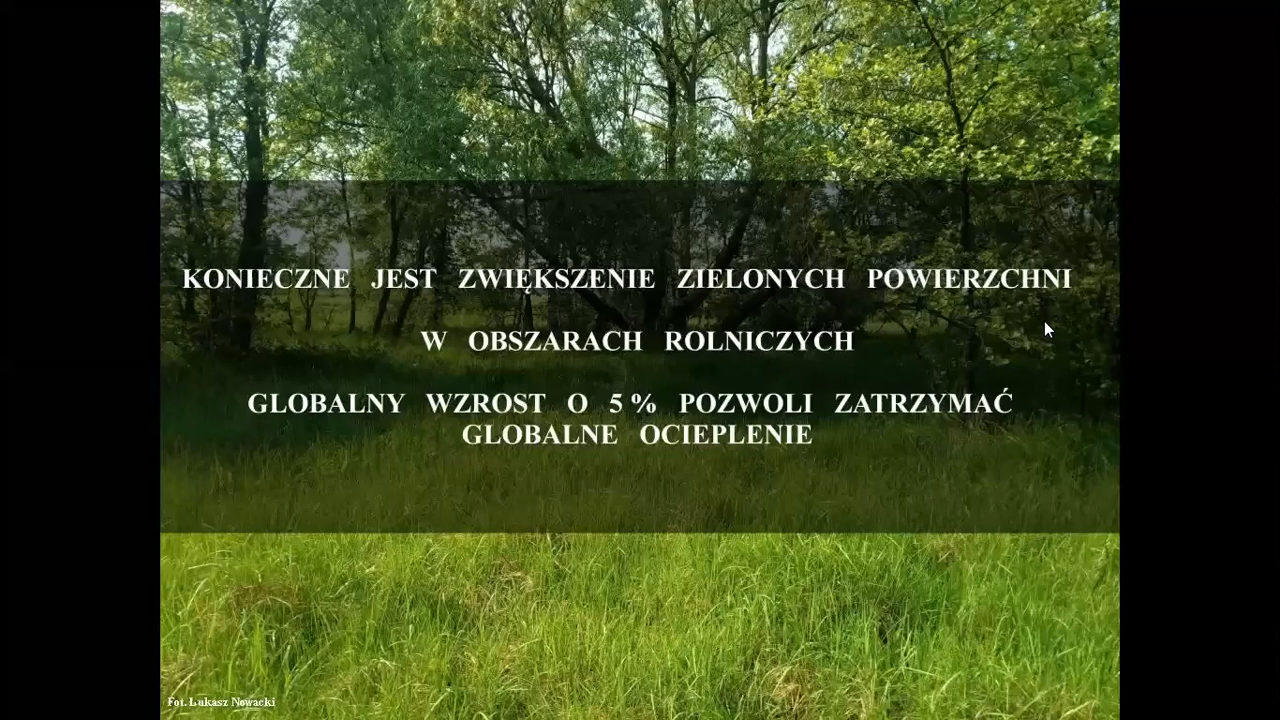 KONIECZNE JEST ZWIĘKSZENIE ZIELONYCH POWIERZCHNI
W OBSZARACH ROLNICZYCH
GLOBALNY WZROST O 5 % POZWOLI ZATRZYMAĆ
GLOBALNE OCIEPLENIE
Fot. Łukasz Nowacki